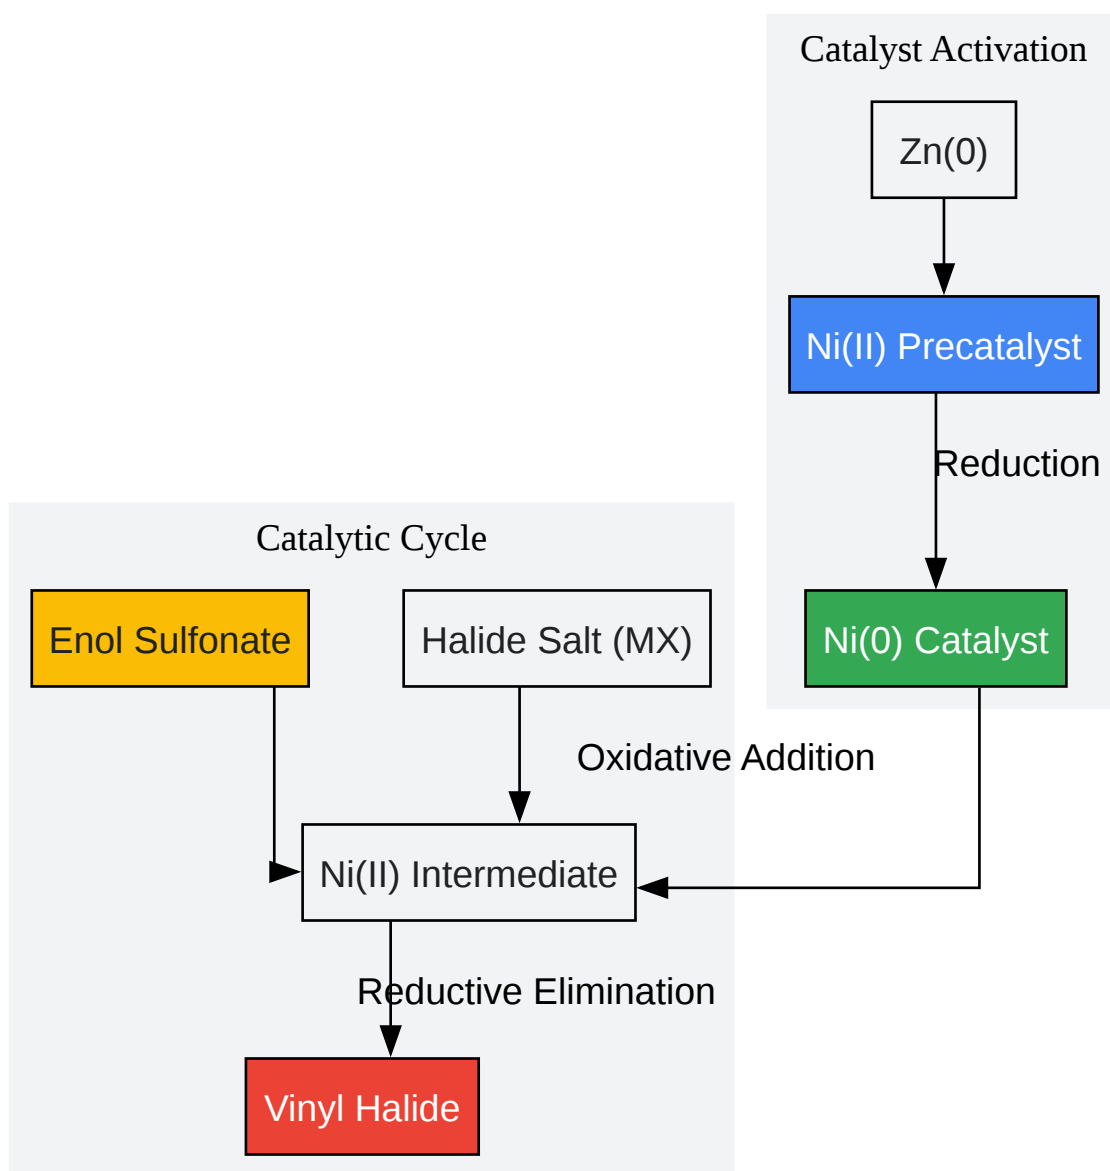 Catalyst Activation
Zn(0)
Ni(II) Precatalyst
Reduction
Catalytic Cycle
Enol Sulfonate
Halide Salt (MX)
Ni(0) Catalyst
Oxidative Addition
Ni(II) Intermediate
Reductive Elimination
Vinyl Halide